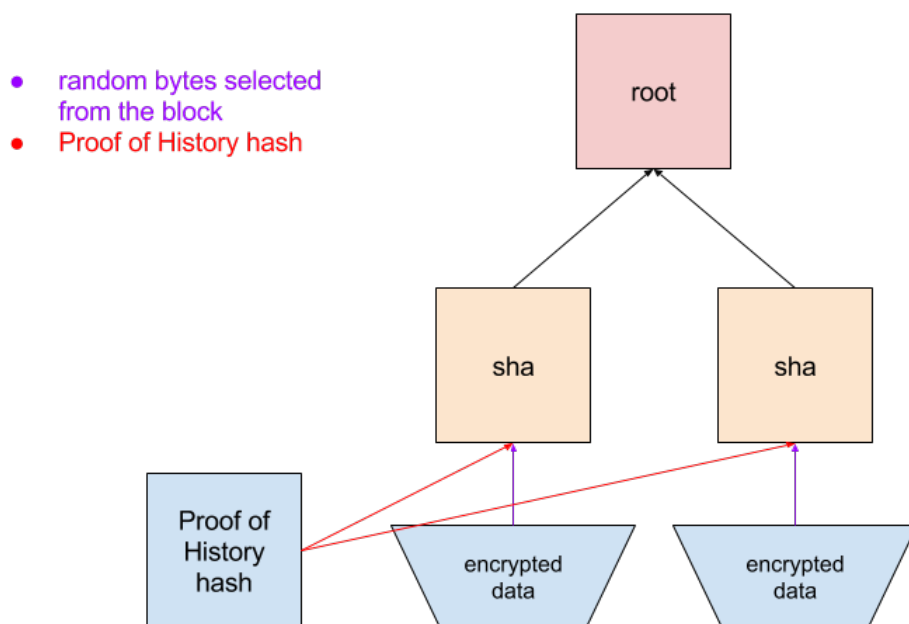 random bytes selected
from the block
Proof of History hash
root
sha
sha
Proof of
History
hash
encrypted
data
encrypted
data